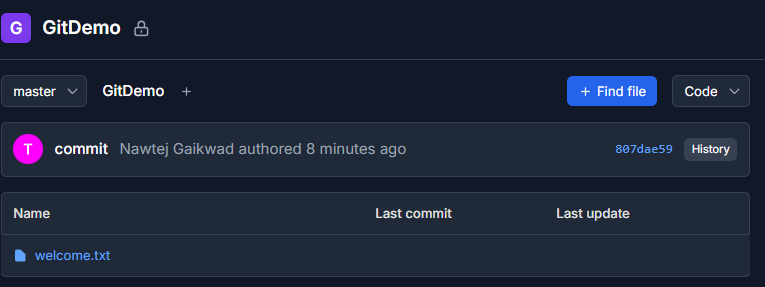 G GitDemo
master GitDemo + + Find file Code
T commit Nawtej Gaikwad authored 8 minutes ago 807dae59 History
Name Last commit Last update
welcome.txt